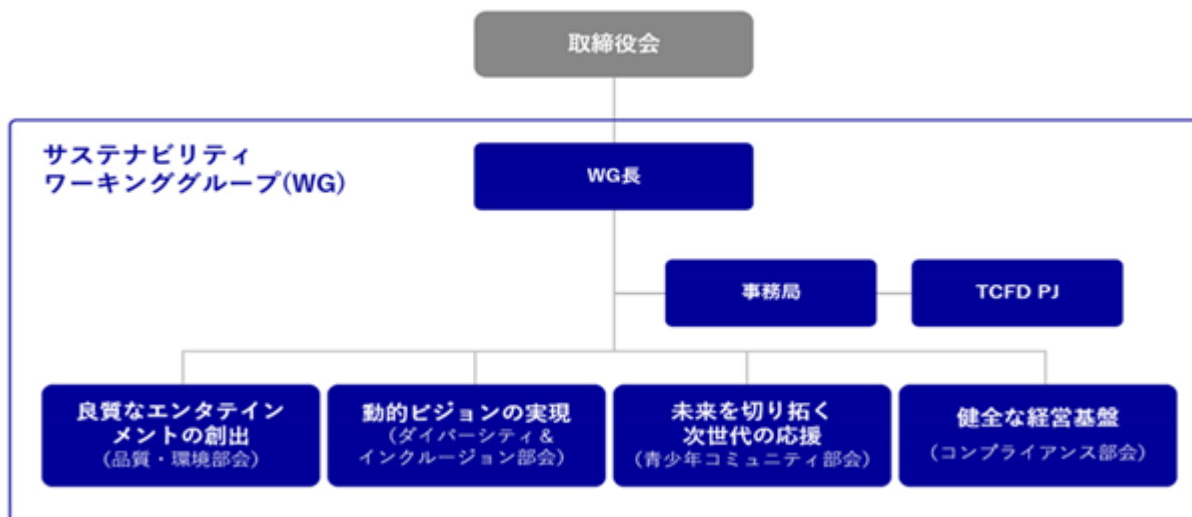 取締役会
サステナビリティ
ワーキンググループ(WG)
WG長
事務局
TCFD PJ
良質なエンタテイン
メントの創出
(品質・環境部会)
動的ビジョンの実現
(ダイバーシティ&
インクルージョン部会)
未来を切り拓く
次世代の応援
(青少年コミュニティ部会)
健全な経営基盤
(コンプライアンス部会)